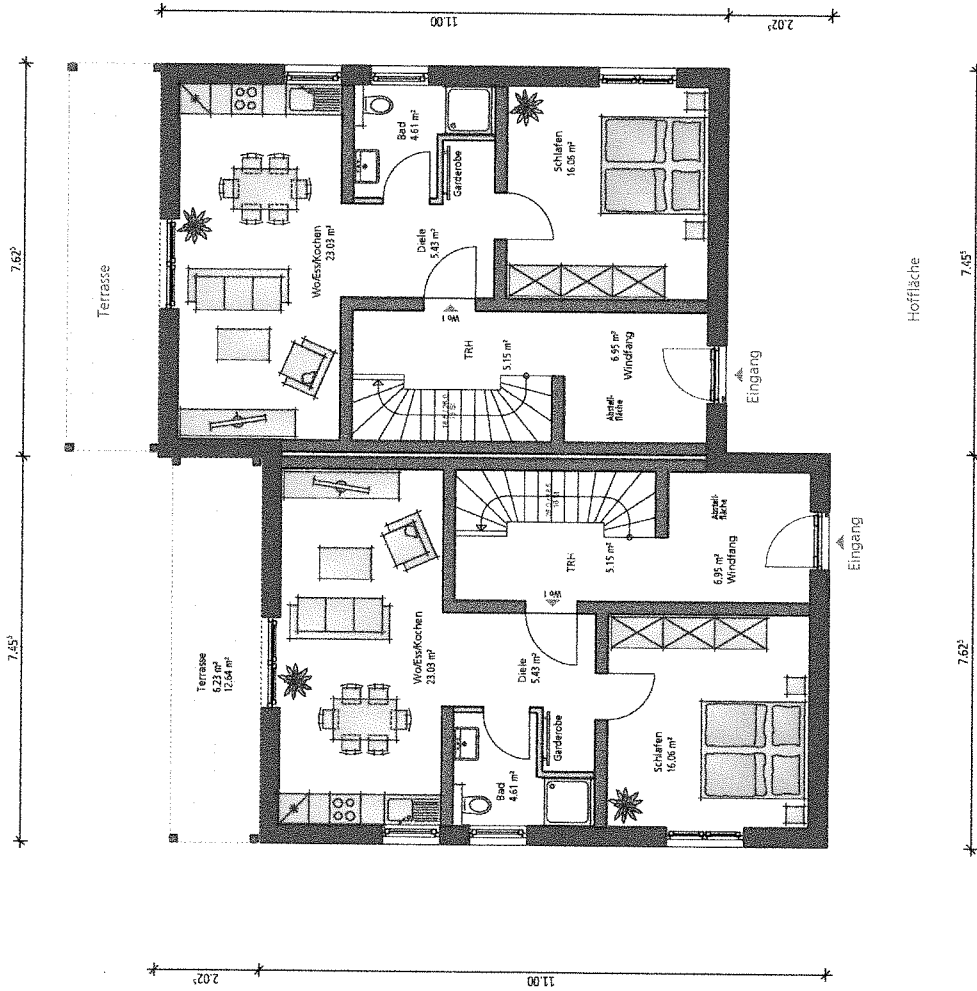 11.00
2.02⁵
7.62⁵
7.45⁵
Terrasse
Wo/Ess/Kochen
23.03 m²
Bad
4.61 m²
Garderobe
Diele
5.43 m²
Schlafen
16.06 m²
Wo 1
TRH
5.15 m²
6.95 m²
Windfang
Abstell-
fläche
Eingang
Hoffläche
7.45⁵
7.62⁵
Terrasse
6.23 m²
12.64 m²
Wo/Ess/Kochen
23.03 m²
Bad
4.61 m²
Garderobe
Diele
5.43 m²
Schlafen
16.06 m²
Wo 1
TRH
5.15 m²
6.95 m²
Windfang
Abstell-
fläche
Eingang
2.02⁵
11.00